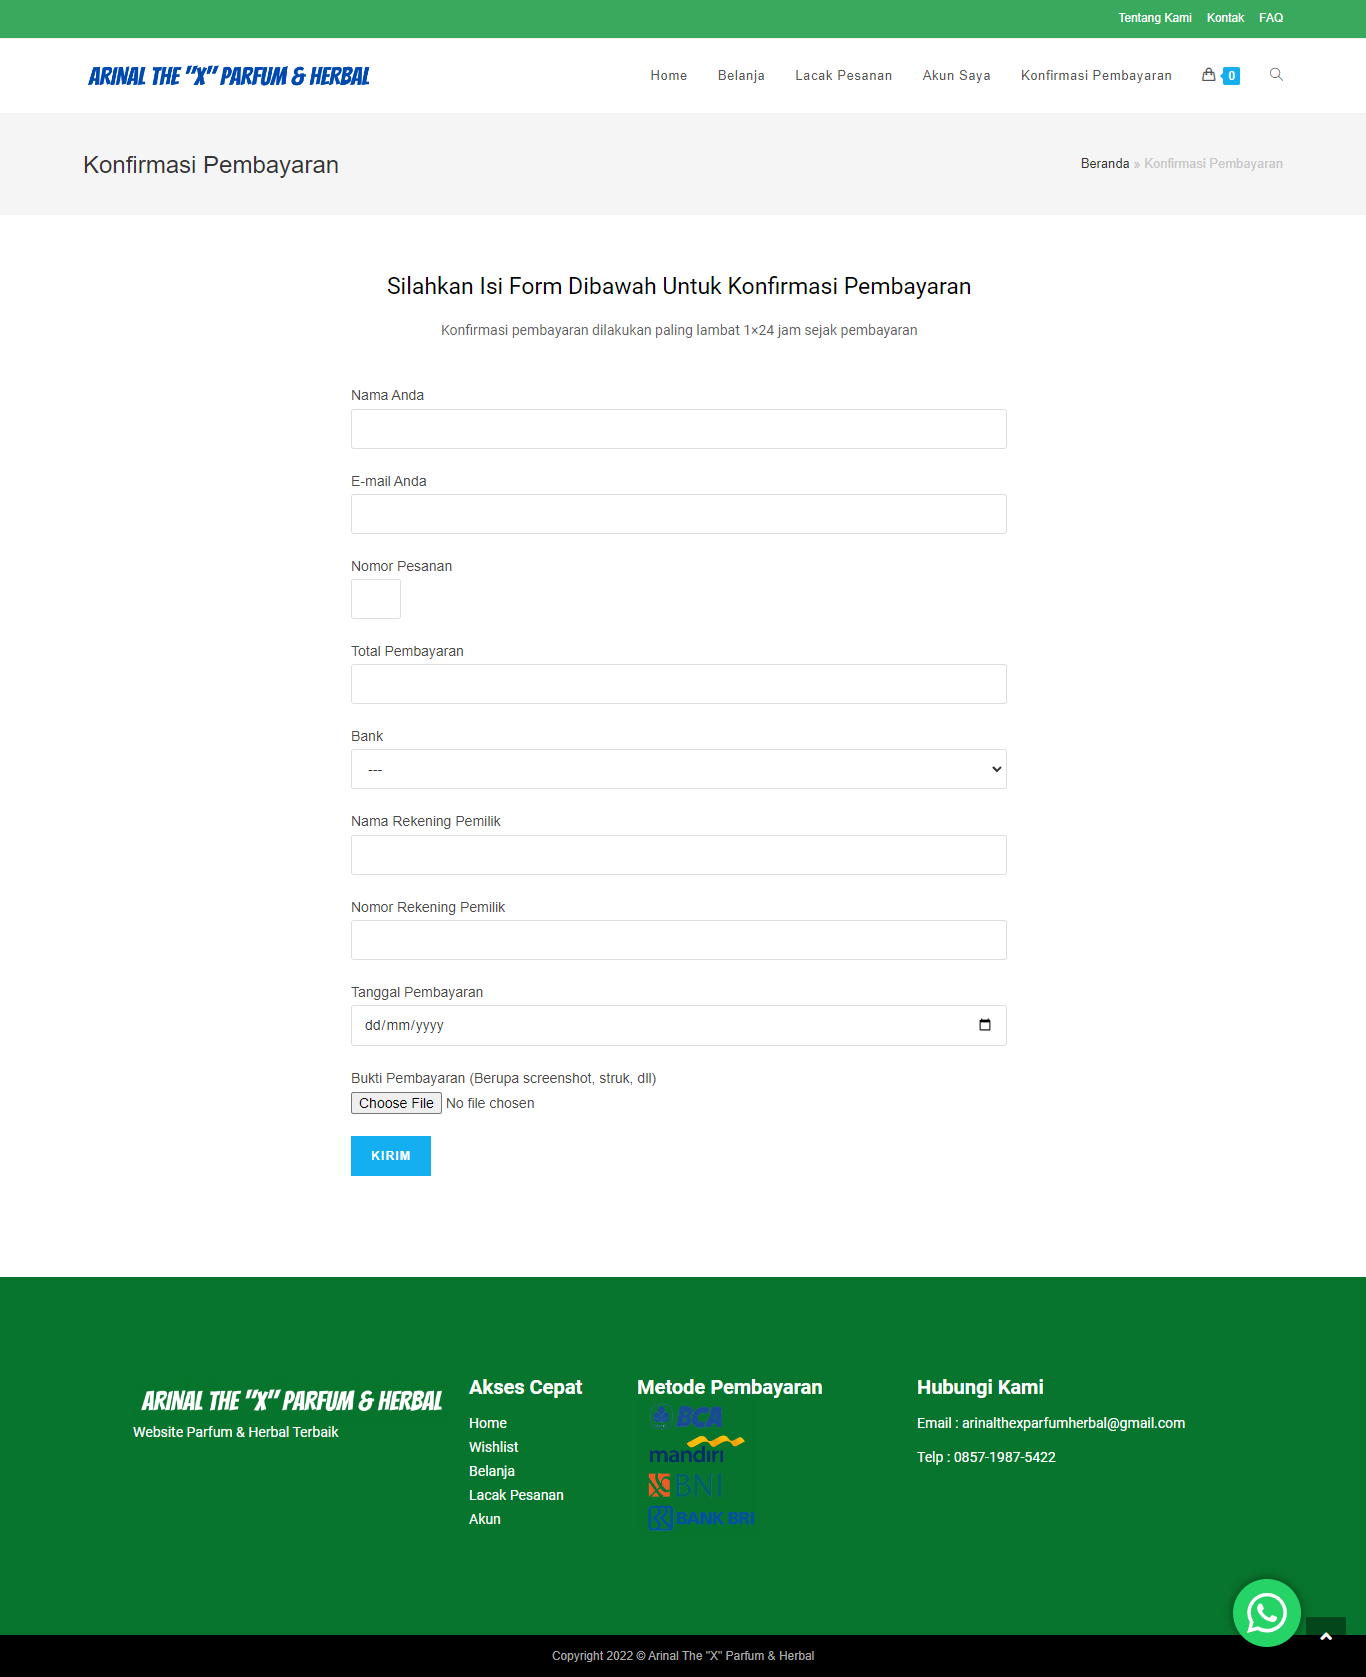 Tentang Kami Kontak FAQ
ARINAL THE "X" PARFUM & HERBAL
Home Belanja Lacak Pesanan Akun Saya Konfirmasi Pembayaran 0
Konfirmasi Pembayaran
Beranda » Konfirmasi Pembayaran
Silahkan Isi Form Dibawah Untuk Konfirmasi Pembayaran
Konfirmasi pembayaran dilakukan paling lambat 1×24 jam sejak pembayaran
Nama Anda
E-mail Anda
Nomor Pesanan
Total Pembayaran
Bank
---
Nama Rekening Pemilik
Nomor Rekening Pemilik
Tanggal Pembayaran
dd/mm/yyyy
Bukti Pembayaran (Berupa screenshot, struk, dll)
Choose File No file chosen
KIRIM
ARINAL THE "X" PARFUM & HERBAL
Website Parfum & Herbal Terbaik
Akses Cepat
Home
Wishlist
Belanja
Lacak Pesanan
Akun
Metode Pembayaran
BCA
mandiri
BNI
BANK BRI
Hubungi Kami
Email : arinalthexparfumherbal@gmail.com
Telp : 0857-1987-5422
Copyright 2022 © Arinal The "X" Parfum & Herbal